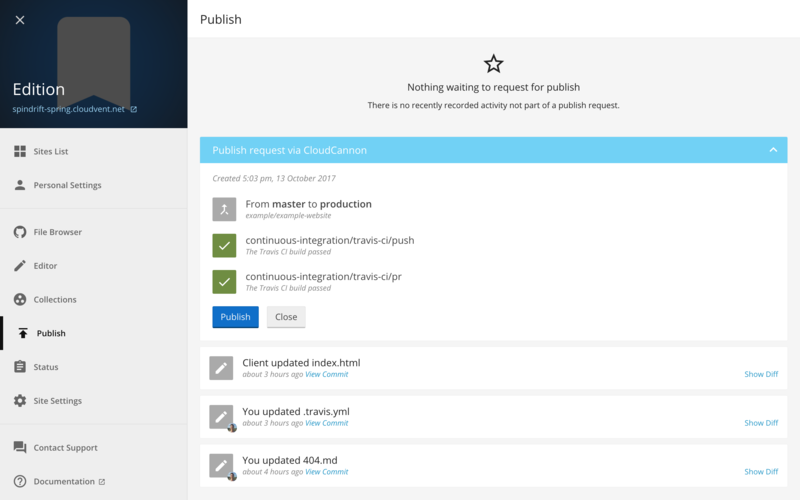 Edition
spindrift-spring.cloudvent.net
Sites List
Personal Settings
File Browser
Editor
Collections
Publish
Status
Site Settings
Contact Support
Documentation
Publish
Nothing waiting to request for publish
There is no recently recorded activity not part of a publish request.
Publish request via CloudCannon
Created 5:03 pm, 13 October 2017
From master to production
example/example-website
continuous-integration/travis-ci/push
The Travis CI build passed
continuous-integration/travis-ci/pr
The Travis CI build passed
Publish Close
Client updated index.html
about 3 hours ago View Commit Show Diff
You updated .travis.yml
about 3 hours ago View Commit Show Diff
You updated 404.md
about 4 hours ago View Commit Show Diff